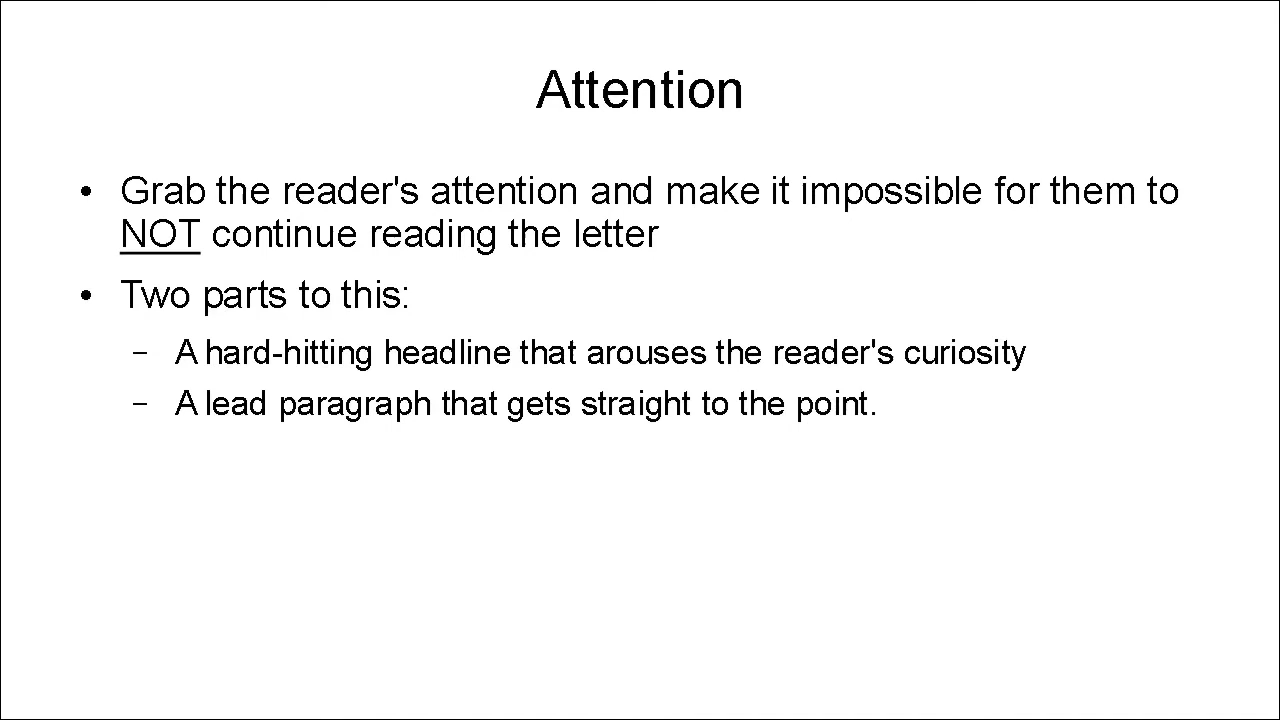 Attention
• Grab the reader's attention and make it impossible for them to
NOT continue reading the letter
• Two parts to this:
– A hard-hitting headline that arouses the reader's curiosity
– A lead paragraph that gets straight to the point.